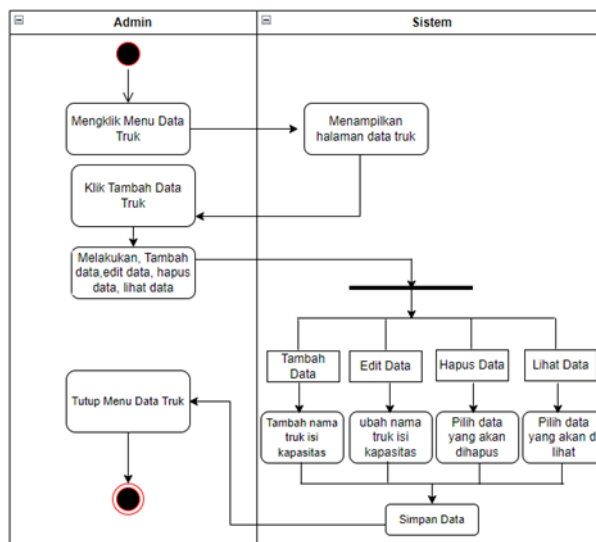 Admin
Sistem
Mengklik Menu Data
Truk
Menampilkan
halaman data truk
Klik Tambah Data
Truk
Melakukan, Tambah
data,edit data, hapus
data, lihat data
Tambah
Data
Edit Data
Hapus Data
Lihat Data
Tambah nama
truk isi
kapasitas
ubah nama
truk isi
kapasitas
Pilih data
yang akan
dihapus
Pilih data
yang akan di
lihat
Tutup Menu Data Truk
Simpan Data